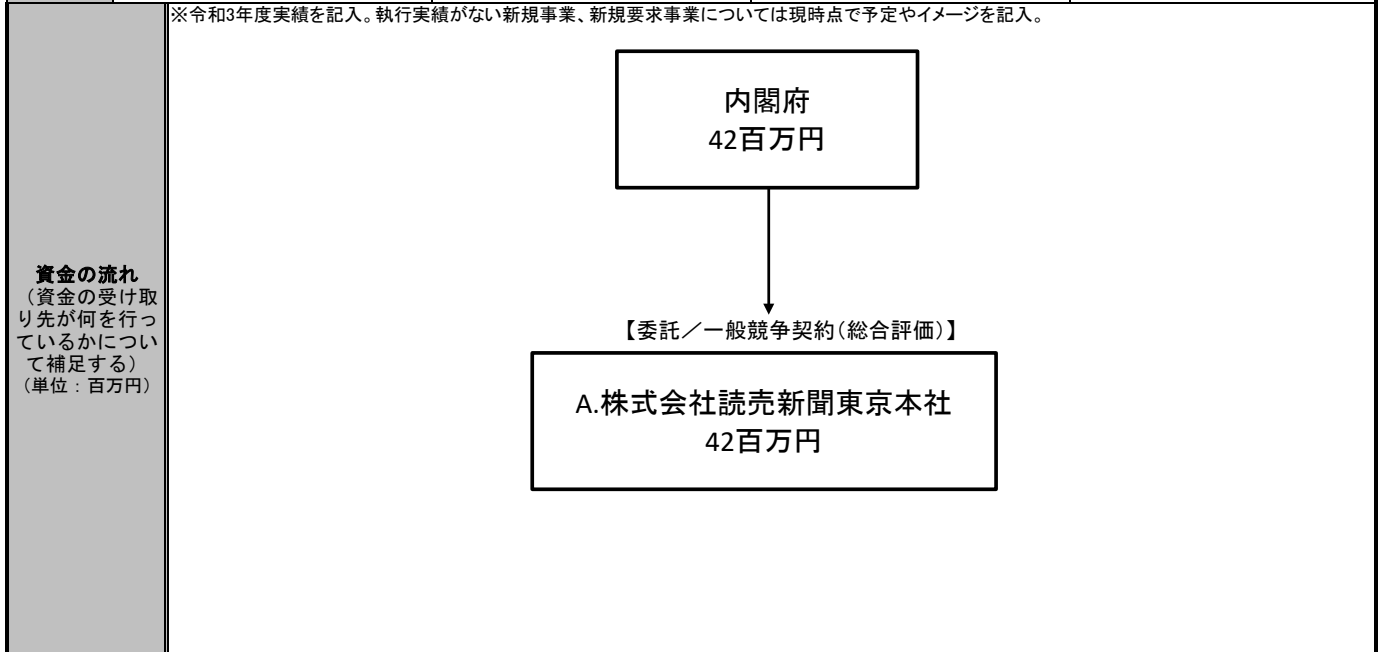 ※令和3年度実績を記入。執行実績がない新規事業、新規要求事業については現時点で予定やイメージを記入。
資金の流れ
（資金の受け取
り先が何を行っ
ているかについ
て補足する）
（単位：百万円）
内閣府
42百万円
【委託／一般競争契約（総合評価）】
A.株式会社読売新聞東京本社
42百万円